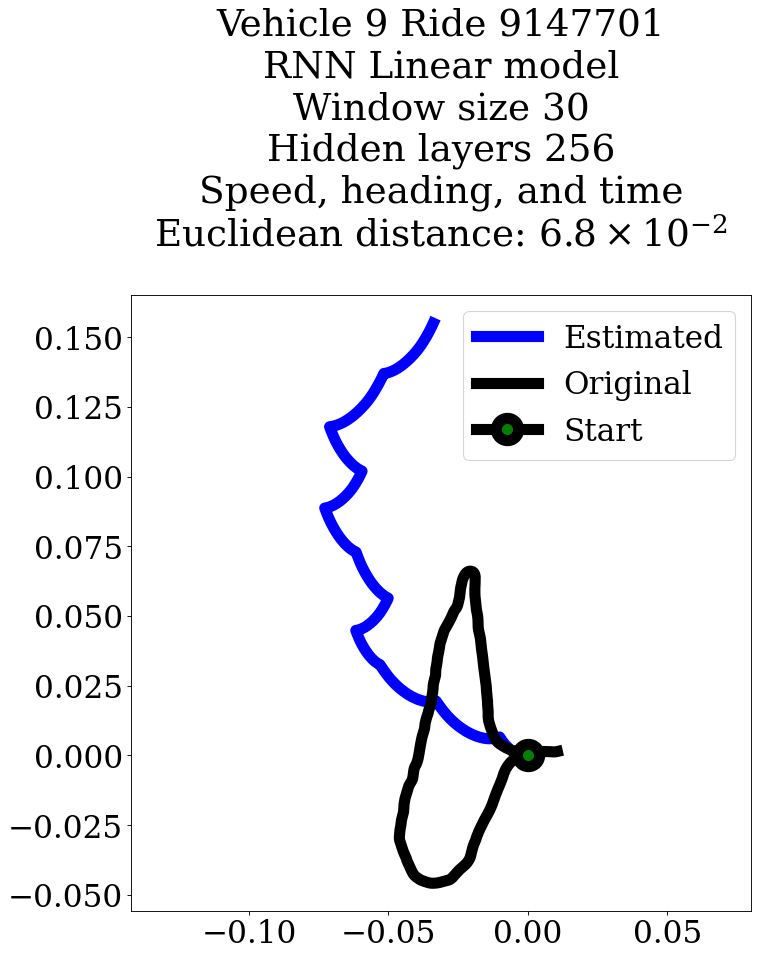 Vehicle 9 Ride 9147701
RNN Linear model
Window size 30
Hidden layers 256
Speed, heading, and time
Euclidean distance: 6.8 × 10⁻²
Estimated
Original
Start
0.150
0.125
0.100
0.075
0.050
0.025
0.000
−0.025
−0.050
−0.10
−0.05
0.00
0.05